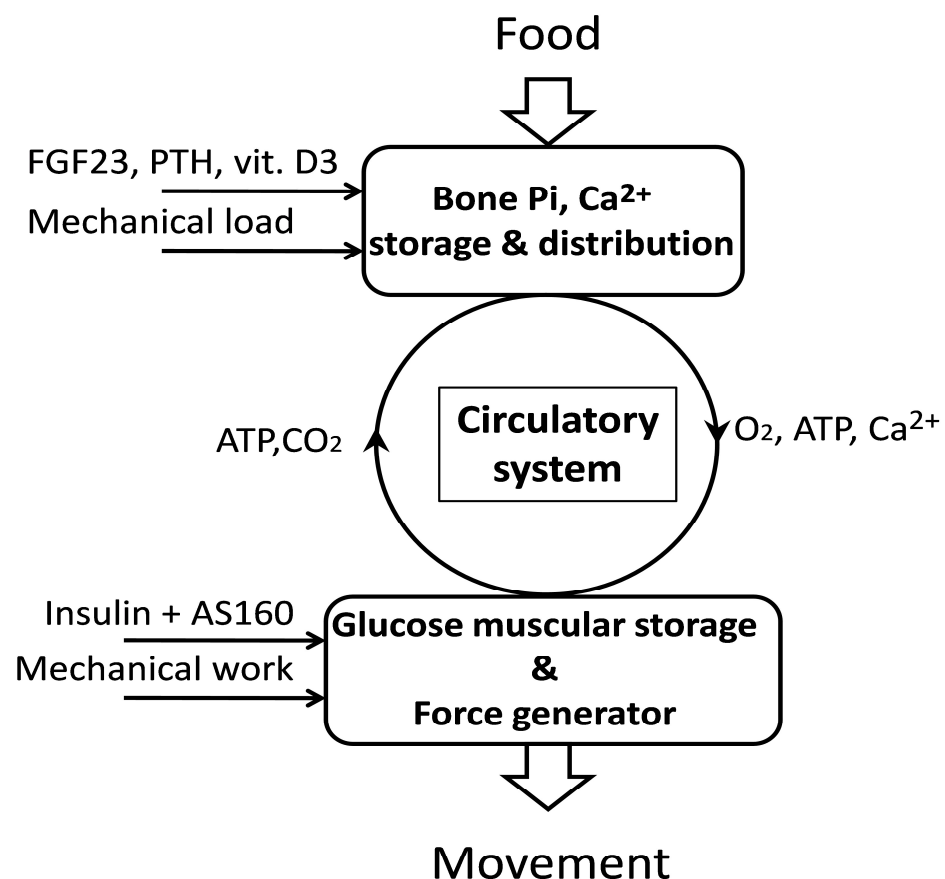 Food
FGF23, PTH, vit. D3
Mechanical load
Bone Pi, Ca²⁺
storage & distribution
ATP,CO₂
Circulatory
system
O₂, ATP, Ca²⁺
Insulin + AS160
Mechanical work
Glucose muscular storage
&
Force generator
Movement